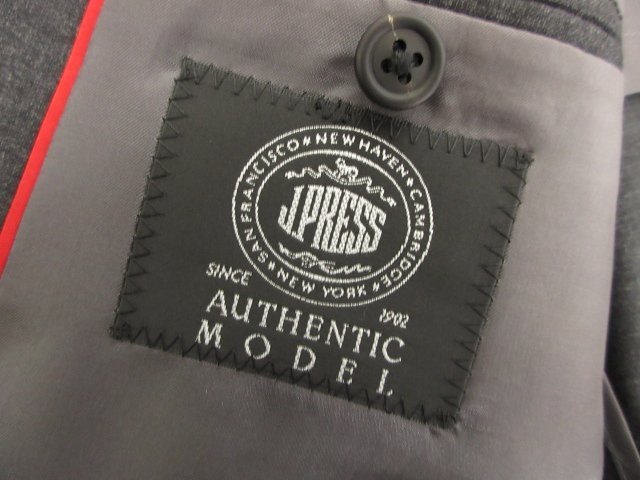 SAN FRANCISCO * NEW HAVEN * CAMBRIDGE * NEW YORK *
J.PRESS
SINCE 1902
AUTHENTIC
MODEL